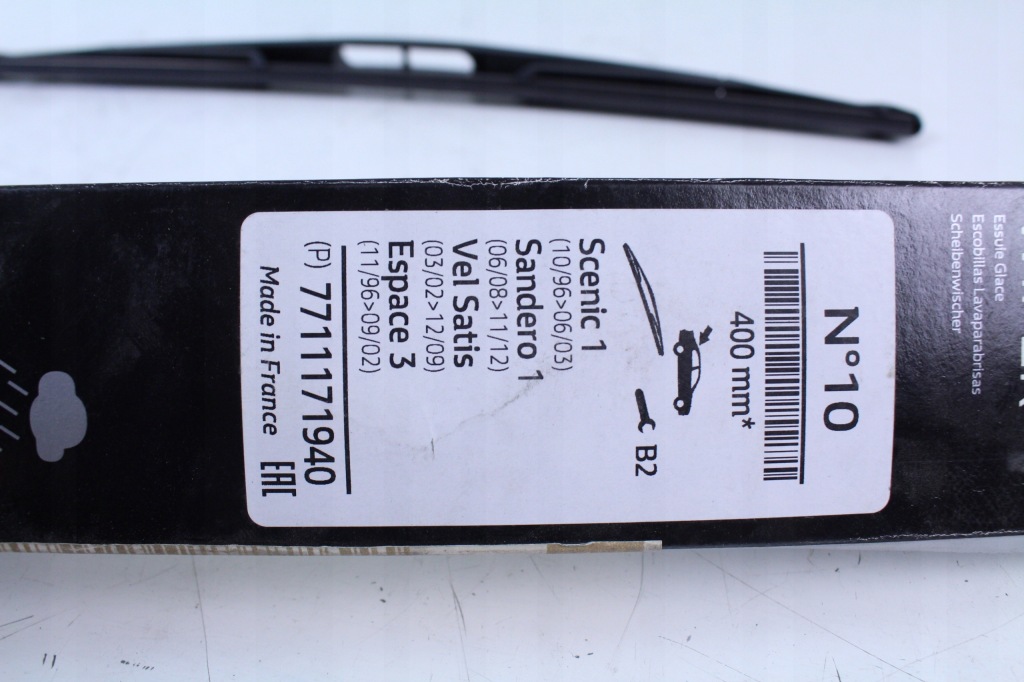 Essuie Glace
Escobillas Lavaparabrisas
Scheibenwischer
N°10
400 mm*
B2
Scenic 1
(10/96>06/03)
Sandero 1
(06/08>11/12)
Vel Satis
(03/02>12/09)
Espace 3
(11/96>09/02)
(P) 7711171940
Made in France EAC